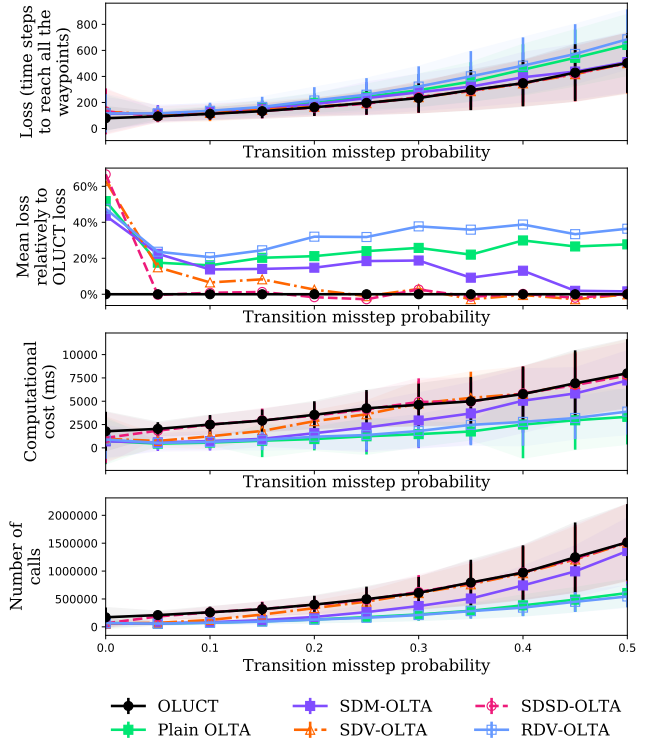 Loss (time steps
to reach all the
waypoints)
800
600
400
200
0
Transition misstep probability
Mean loss
relatively to
OLUCT loss
60%
40%
20%
0%
Transition misstep probability
Computational
cost (ms)
10000
7500
5000
2500
0
Transition misstep probability
Number of
calls
2000000
1500000
1000000
500000
0
0.0 0.1 0.2 0.3 0.4 0.5
Transition misstep probability
OLUCT SDM-OLTA SDSD-OLTA
Plain OLTA SDV-OLTA RDV-OLTA